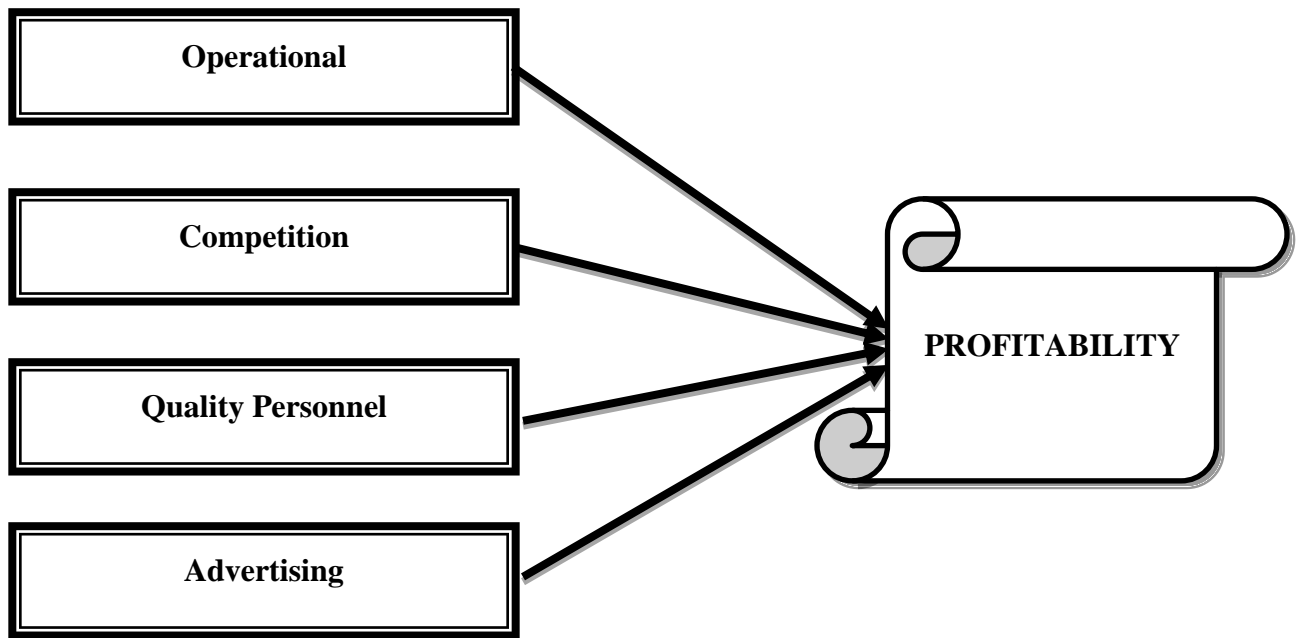 Operational
Competition
Quality Personnel
Advertising
PROFITABILITY